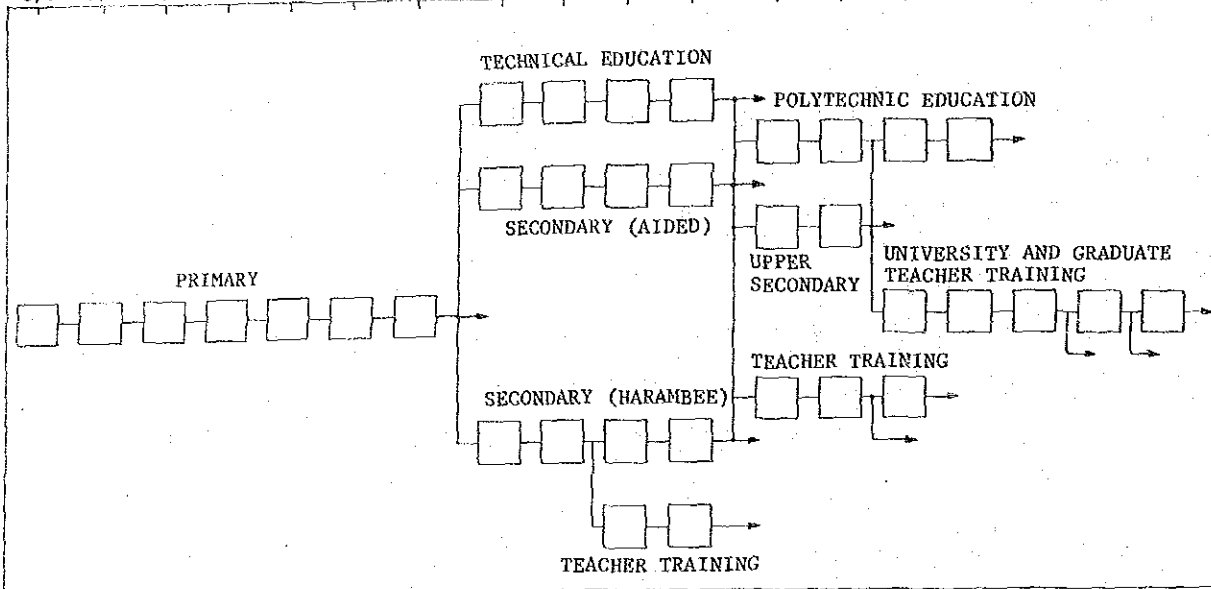 TECHNICAL EDUCATION
POLYTECHNIC EDUCATION
SECONDARY (AIDED)
UPPER
SECONDARY
UNIVERSITY AND GRADUATE
TEACHER TRAINING
PRIMARY
TEACHER TRAINING
SECONDARY (HARAMBEE)
TEACHER TRAINING